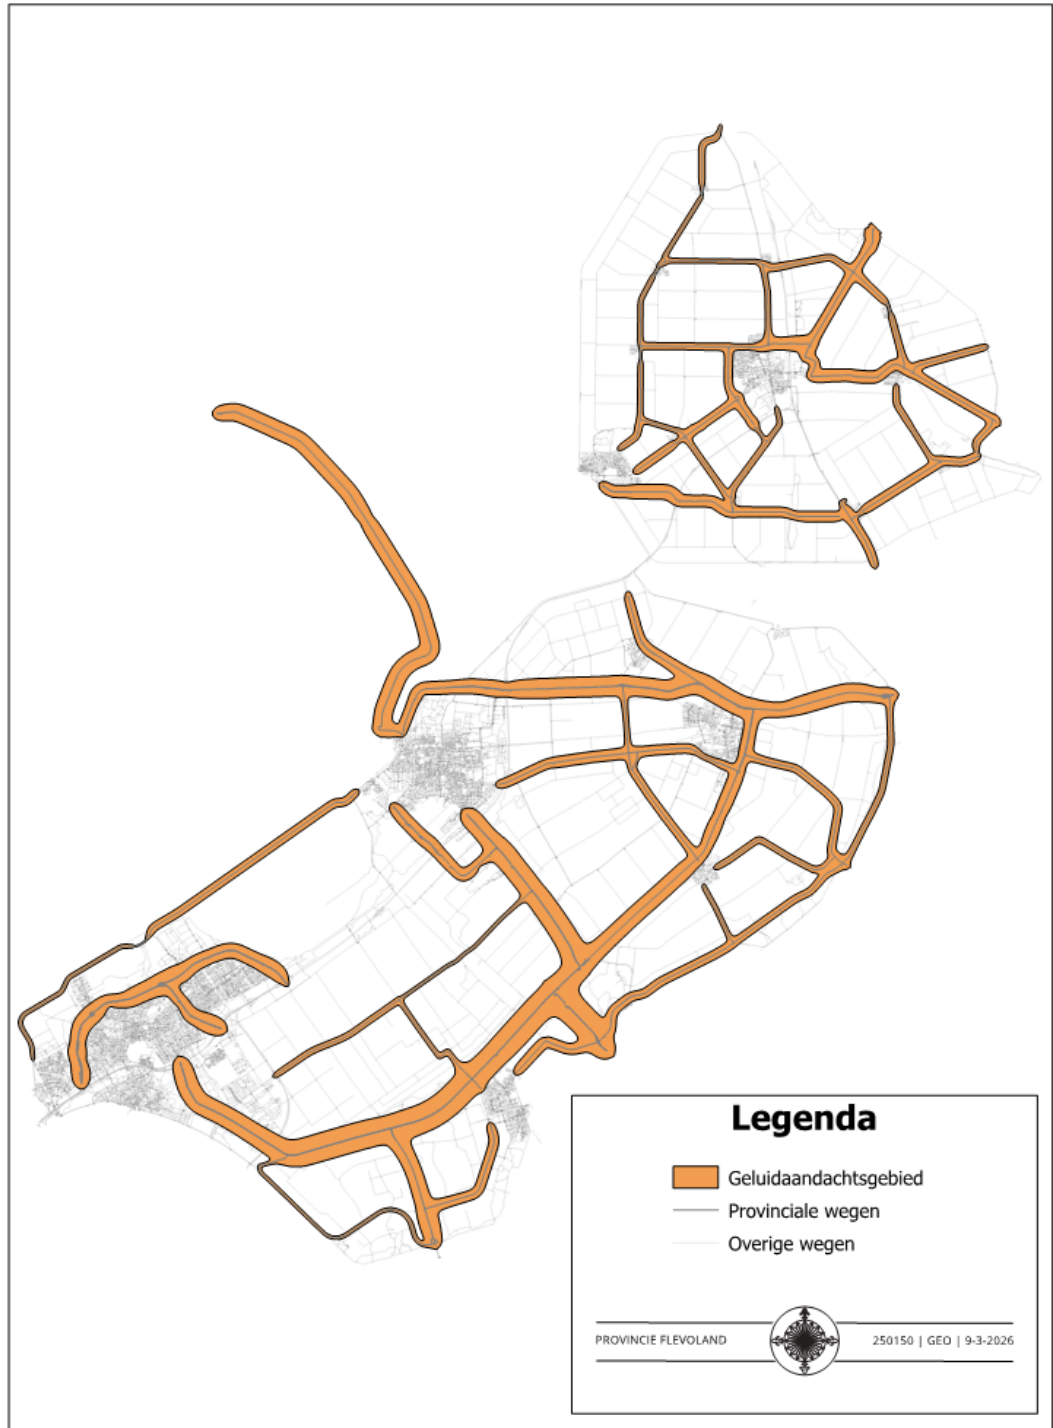 Legenda
Geluidaandachtsgebied
Provinciale wegen
Overige wegen
PROVINCIE FLEVOLAND
250150 | GEO | 9-3-2026